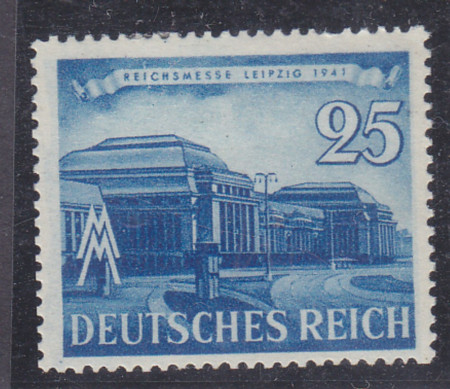 REICHSMESSE LEIPZIG 1941
25
MM
DEUTSCHES REICH